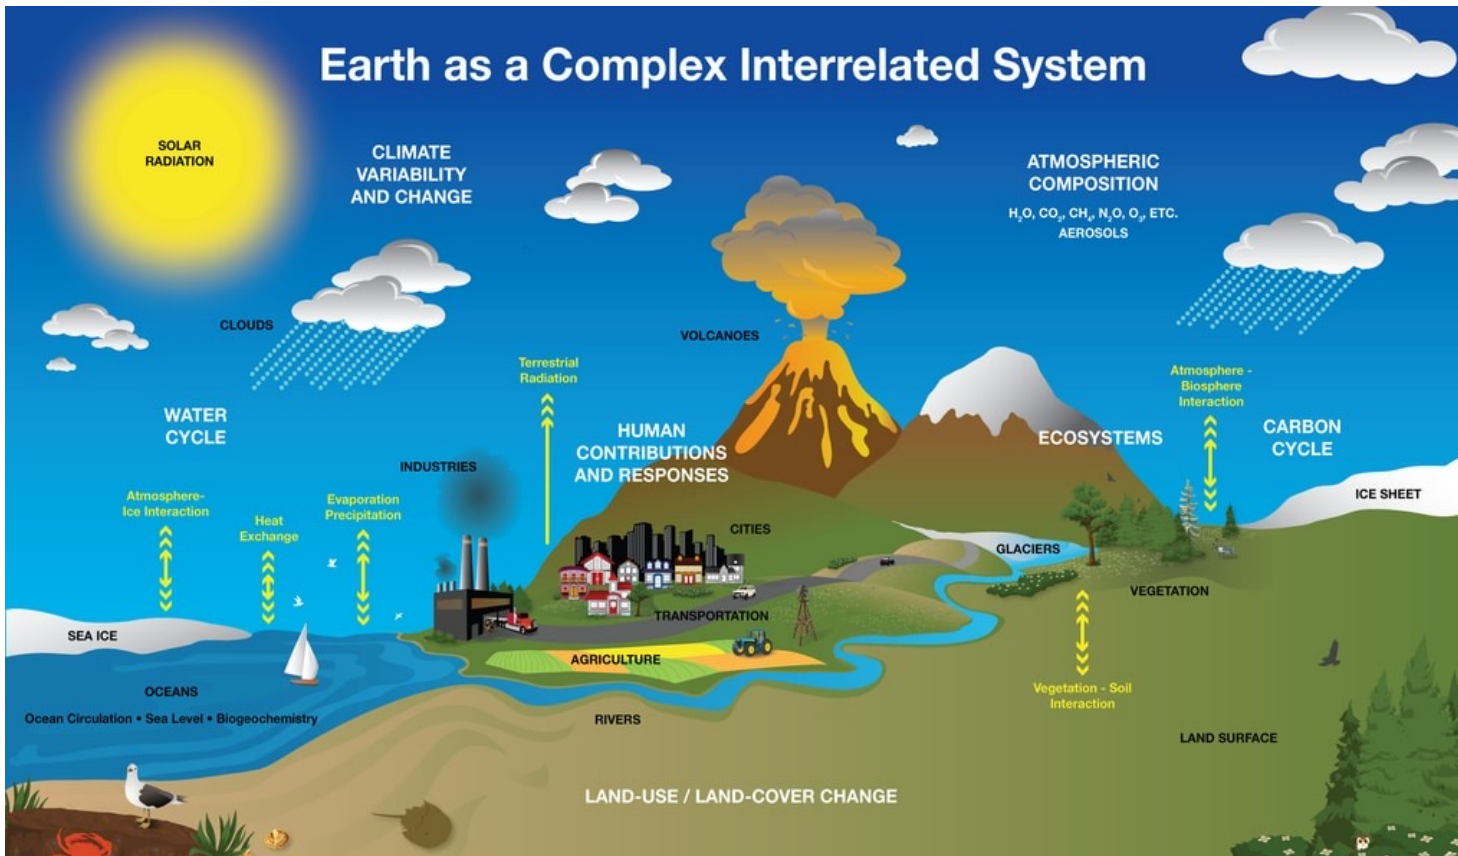 Earth as a Complex Interrelated System
SOLAR
RADIATION
CLIMATE
VARIABILITY
AND CHANGE
ATMOSPHERIC
COMPOSITION
H₂O, CO₂, CH₄, N₂O, O₃, ETC.
AEROSOLS
CLOUDS
VOLCANOES
Terrestrial
Radiation
Atmosphere -
Biosphere
Interaction
WATER
CYCLE
HUMAN
CONTRIBUTIONS
AND RESPONSES
ECOSYSTEMS
CARBON
CYCLE
INDUSTRIES
Atmosphere-
Ice Interaction
Heat
Exchange
Evaporation
Precipitation
ICE SHEET
CITIES
GLACIERS
VEGETATION
TRANSPORTATION
SEA ICE
AGRICULTURE
OCEANS
Ocean Circulation • Sea Level • Biogeochemistry
RIVERS
Vegetation - Soil
Interaction
LAND SURFACE
LAND-USE / LAND-COVER CHANGE